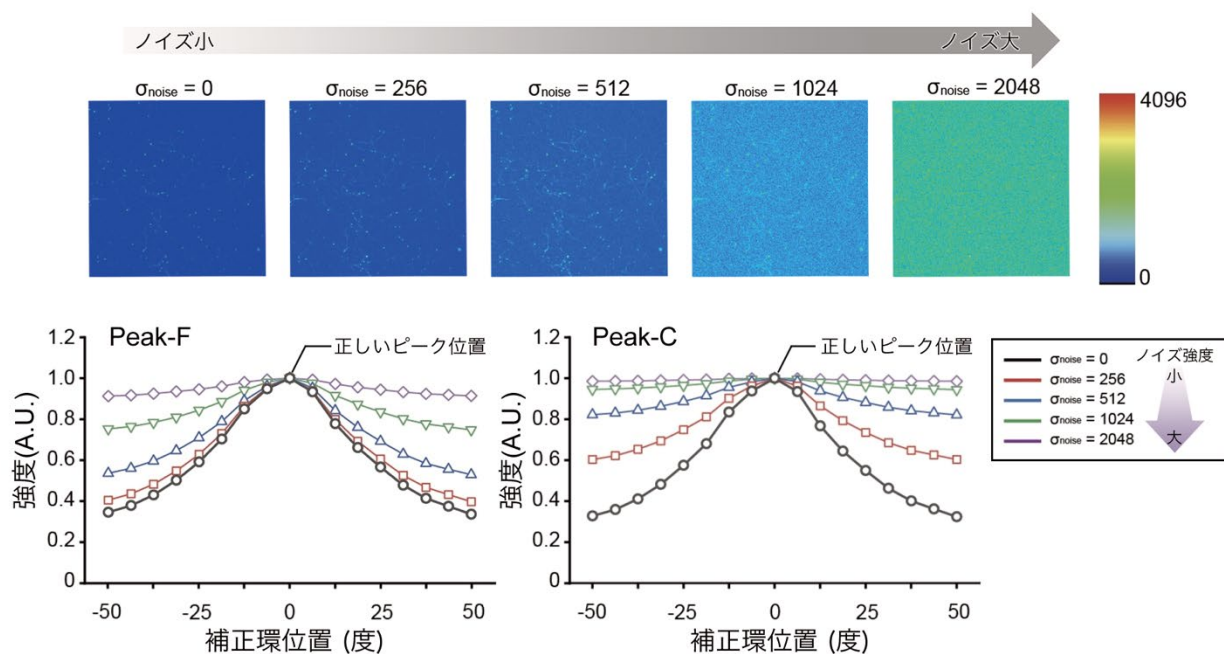 ノイズ小
ノイズ大
σnoise = 0
σnoise = 256
σnoise = 512
σnoise = 1024
σnoise = 2048
4096
0
Peak-F
正しいピーク位置
強度(A.U.)
1.2
1.0
0.8
0.6
0.4
0.2
0
-50
-25
0
25
50
補正環位置 (度)
Peak-C
正しいピーク位置
強度(A.U.)
1.2
1.0
0.8
0.6
0.4
0.2
0
-50
-25
0
25
50
補正環位置 (度)
σnoise = 0
σnoise = 256
σnoise = 512
σnoise = 1024
σnoise = 2048
ノイズ強度
小
大